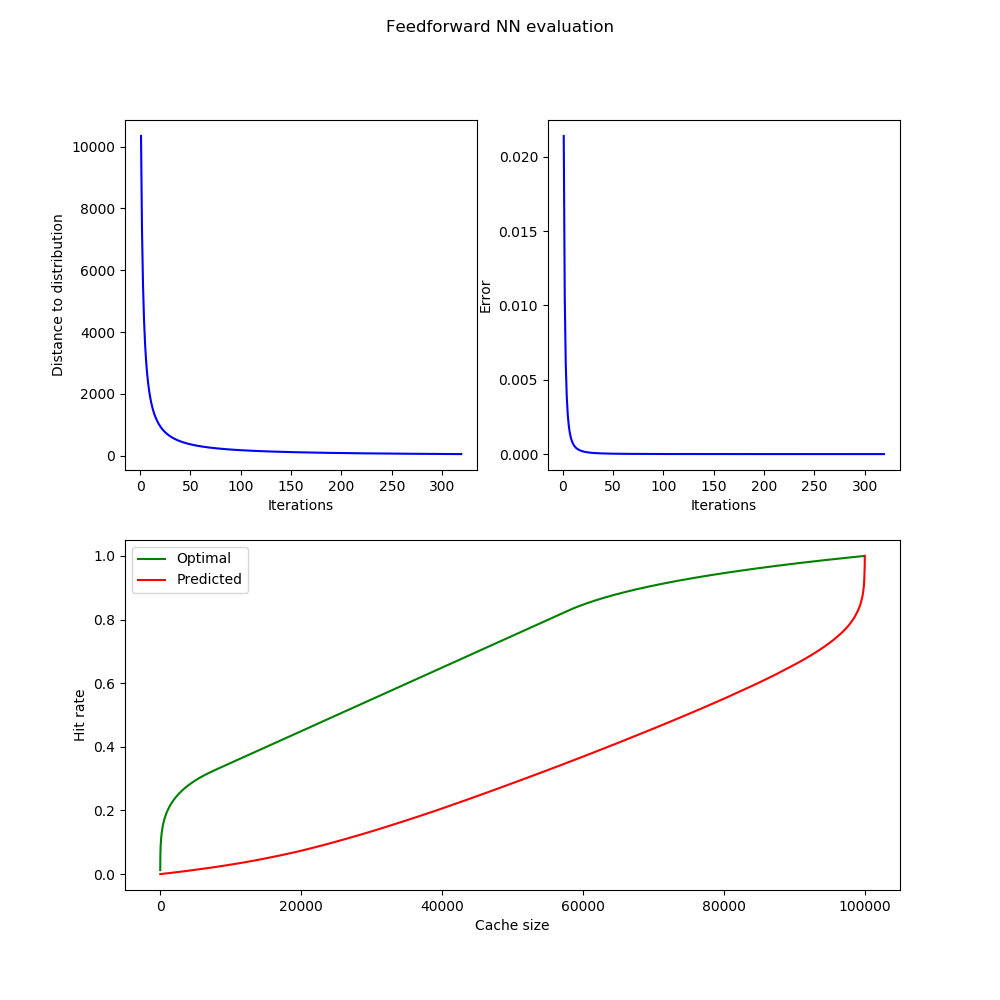 Feedforward NN evaluation
10000
8000
6000
4000
2000
0
Distance to distribution
0 50 100 150 200 250 300
Iterations
0.020
0.015
0.010
0.005
0.000
Error
0 50 100 150 200 250 300
Iterations
Optimal
Predicted
1.0
0.8
0.6
0.4
0.2
0.0
Hit rate
0 20000 40000 60000 80000 100000
Cache size